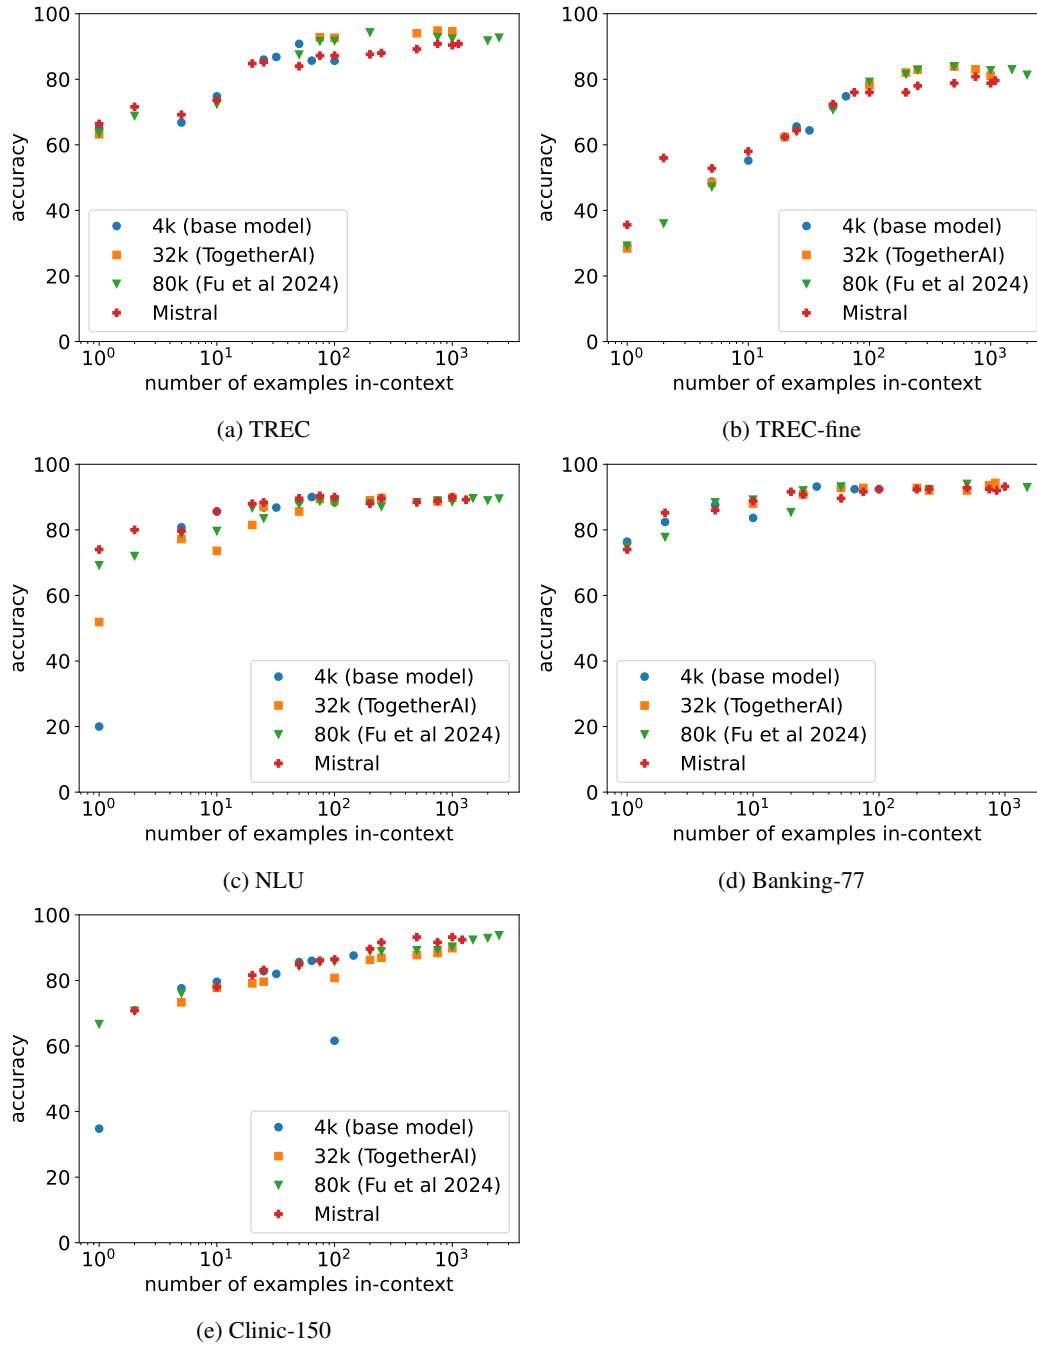 100
80
60
40
20
0
accuracy
4k (base model)
32k (TogetherAI)
80k (Fu et al 2024)
Mistral
10^0 10^1 10^2 10^3
number of examples in-context
(a) TREC
100
80
60
40
20
0
accuracy
4k (base model)
32k (TogetherAI)
80k (Fu et al 2024)
Mistral
10^0 10^1 10^2 10^3
number of examples in-context
(b) TREC-fine
100
80
60
40
20
0
accuracy
4k (base model)
32k (TogetherAI)
80k (Fu et al 2024)
Mistral
10^0 10^1 10^2 10^3
number of examples in-context
(c) NLU
100
80
60
40
20
0
accuracy
4k (base model)
32k (TogetherAI)
80k (Fu et al 2024)
Mistral
10^0 10^1 10^2 10^3
number of examples in-context
(d) Banking-77
100
80
60
40
20
0
accuracy
4k (base model)
32k (TogetherAI)
80k (Fu et al 2024)
Mistral
10^0 10^1 10^2 10^3
number of examples in-context
(e) Clinic-150